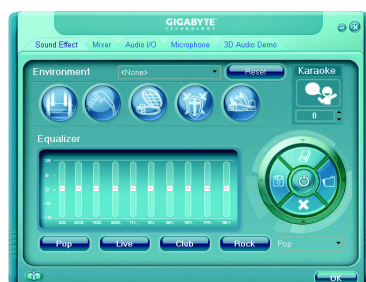 GIGABYTE
TECHNOLOGY
Sound Effect Mixer Audio I/O Microphone 3D Audio Demo
Environment <None> Reset Karaoke
0
Equalizer
Pop Live Club Rock Pop
OK